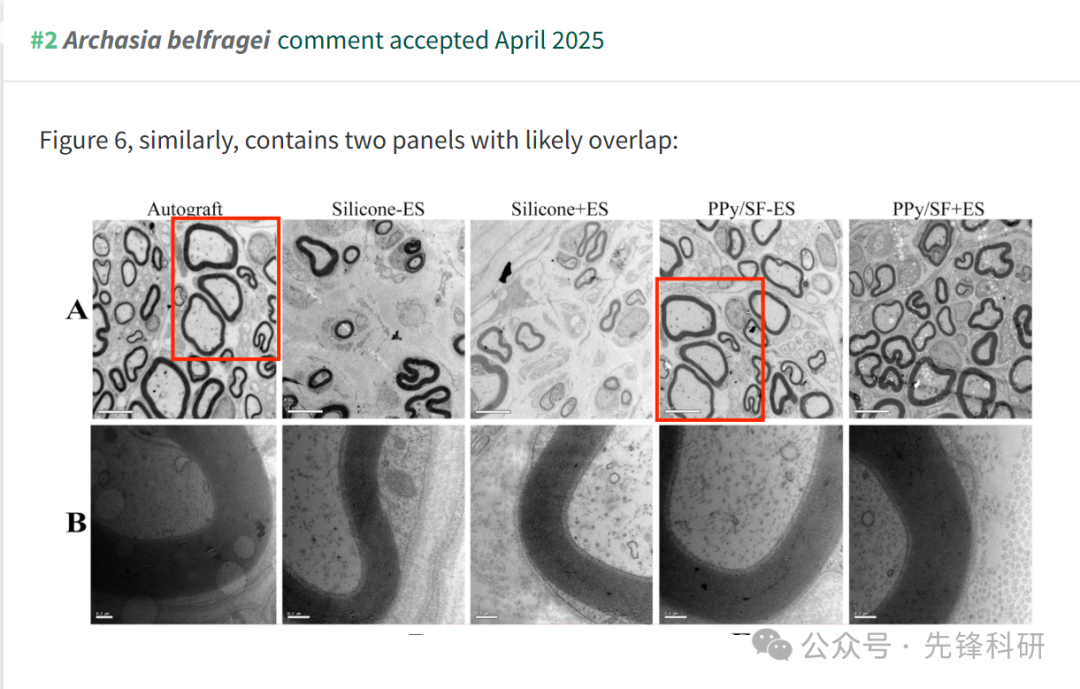 #2 Archasia belfragei comment accepted April 2025
Figure 6, similarly, contains two panels with likely overlap:
Autograft Silicone-ES Silicone+ES PPy/SF-ES PPy/SF+ES
A
B
公众号 · 先锋科研